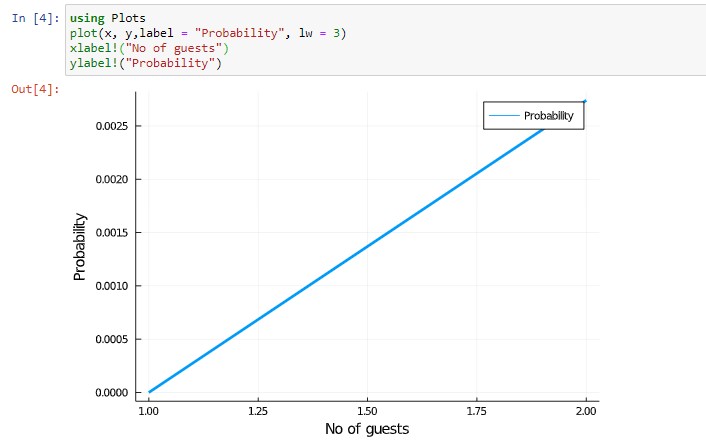 In [4]: using Plots
plot(x, y,label = "Probability", lw = 3)
xlabel!("No of guests")
ylabel!("Probability")
Out[4]:
Probability
0.0025
0.0020
0.0015
0.0010
0.0005
0.0000
Probability
1.00 1.25 1.50 1.75 2.00
No of guests